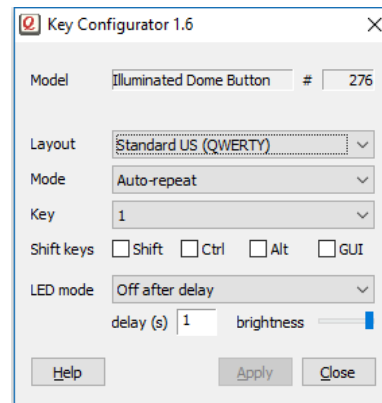 Key Configurator 1.6
Model Illuminated Dome Button # 276
Layout Standard US (QWERTY)
Mode Auto-repeat
Key 1
Shift keys Shift Ctrl Alt GUI
LED mode Off after delay
delay (s) 1 brightness
Help Apply Close